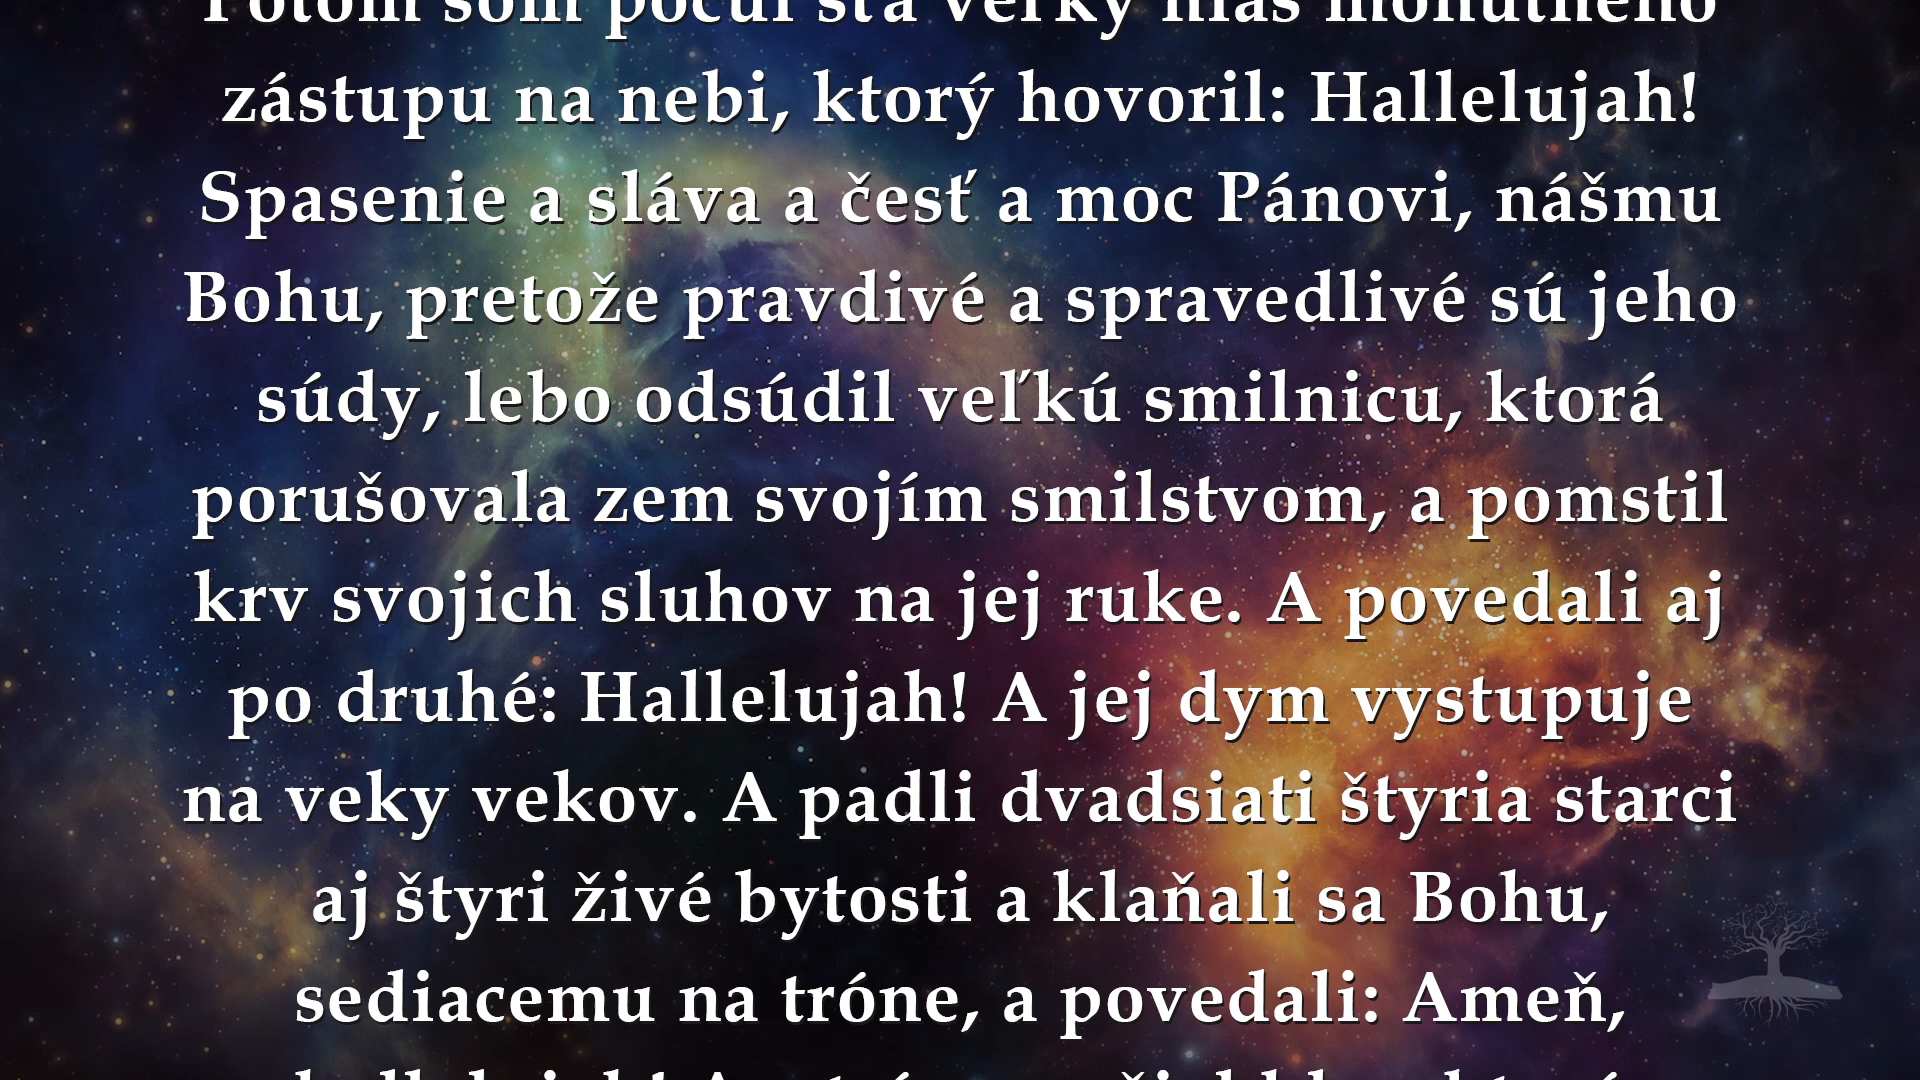 Potom som počul sťa veľký hlas mohutného
zástupu na nebi, ktorý hovoril: Hallelujah!
Spasenie a sláva a česť a moc Pánovi, nášmu
Bohu, pretože pravdivé a spravedlivé sú jeho
súdy, lebo odsúdil veľkú smilnicu, ktorá
porušovala zem svojím smilstvom, a pomstil
krv svojich sluhov na jej ruke. A povedali aj
po druhé: Hallelujah! A jej dym vystupuje
na veky vekov. A padli dvadsiati štyria starci
aj štyri živé bytosti a klaňali sa Bohu,
sediacemu na tróne, a povedali: Ameň,